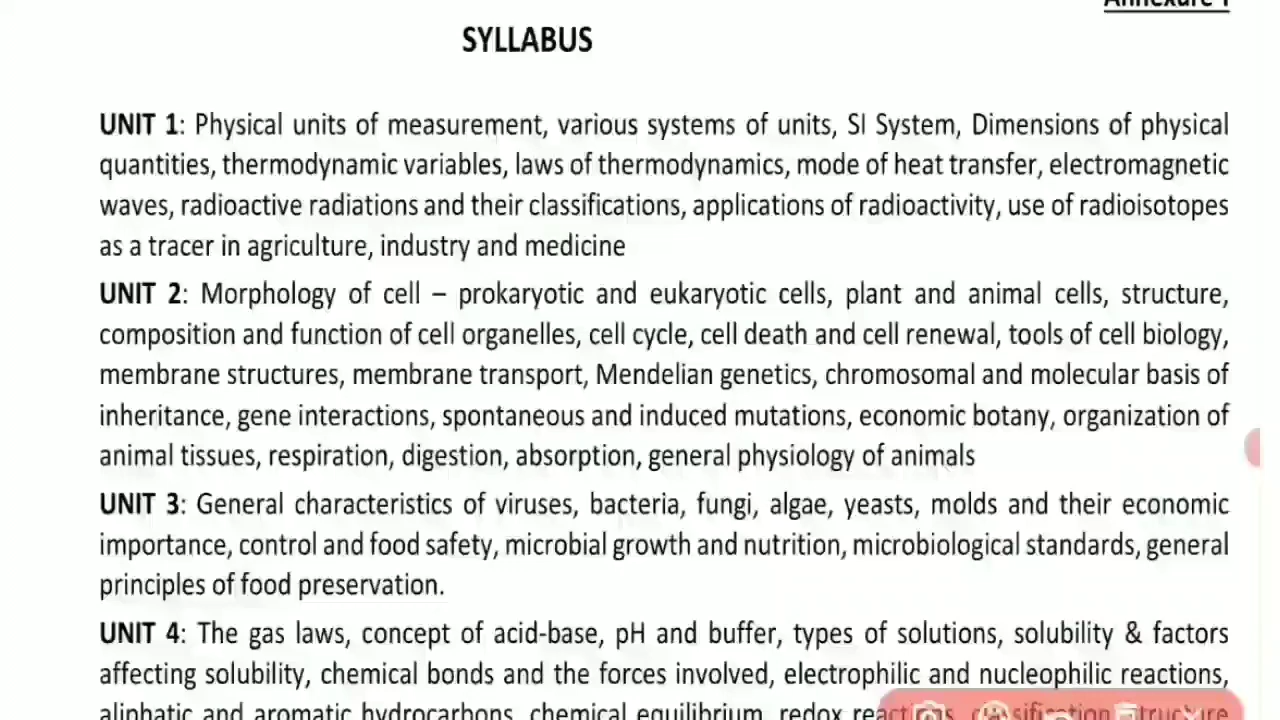 Annexure I
SYLLABUS
UNIT 1: Physical units of measurement, various systems of units, SI System, Dimensions of physical
quantities, thermodynamic variables, laws of thermodynamics, mode of heat transfer, electromagnetic
waves, radioactive radiations and their classifications, applications of radioactivity, use of radioisotopes
as a tracer in agriculture, industry and medicine
UNIT 2: Morphology of cell – prokaryotic and eukaryotic cells, plant and animal cells, structure,
composition and function of cell organelles, cell cycle, cell death and cell renewal, tools of cell biology,
membrane structures, membrane transport, Mendelian genetics, chromosomal and molecular basis of
inheritance, gene interactions, spontaneous and induced mutations, economic botany, organization of
animal tissues, respiration, digestion, absorption, general physiology of animals
UNIT 3: General characteristics of viruses, bacteria, fungi, algae, yeasts, molds and their economic
importance, control and food safety, microbial growth and nutrition, microbiological standards, general
principles of food preservation.
UNIT 4: The gas laws, concept of acid-base, pH and buffer, types of solutions, solubility & factors
affecting solubility, chemical bonds and the forces involved, electrophilic and nucleophilic reactions,
aliphatic and aromatic hydrocarbons, chemical equilibrium, redox reactions, classification, structure